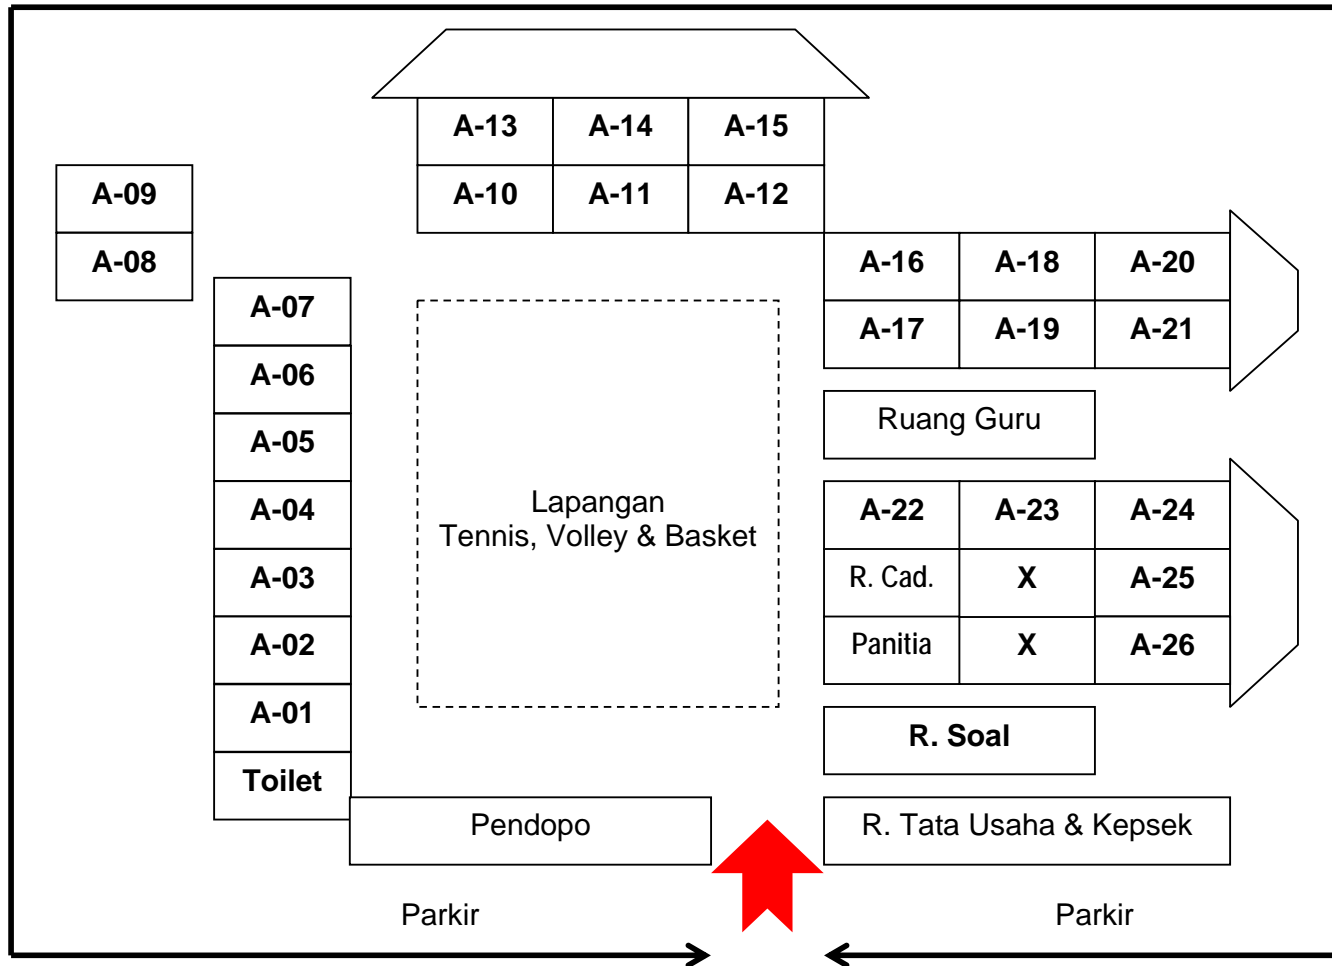 A-13 A-14 A-15
A-10 A-11 A-12
A-09
A-08
A-07
A-06
A-05
A-04
A-03
A-02
A-01
Toilet
Lapangan
Tennis, Volley & Basket
A-16 A-18 A-20
A-17 A-19 A-21
Ruang Guru
A-22 A-23 A-24
R. Cad. X A-25
Panitia X A-26
R. Soal
Pendopo
R. Tata Usaha & Kepsek
Parkir
Parkir